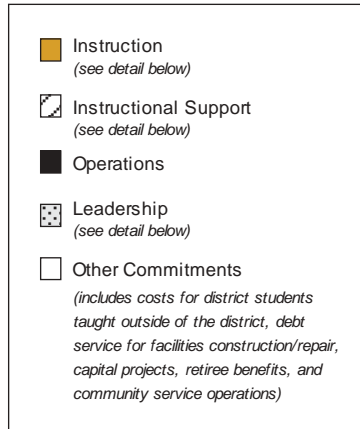 Instruction
(see detail below)
Instructional Support
(see detail below)
Operations
Leadership
(see detail below)
Other Commitments
(includes costs for district students
taught outside of the district, debt
service for facilities construction/repair,
capital projects, retiree benefits, and
community service operations)